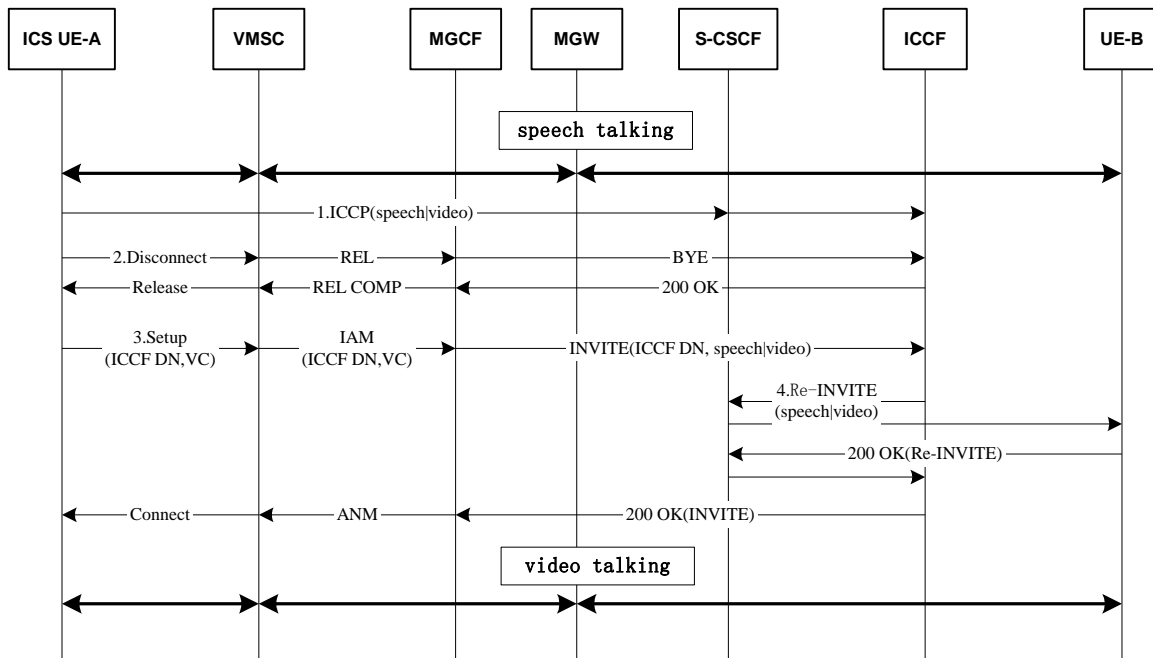 ICS UE-A VMSC MGCF MGW S-CSCF ICCF UE-B
speech talking
1.ICCP(speech|video)
2.Disconnect REL BYE
Release REL COMP 200 OK
3.Setup IAM
(ICCF DN,VC) (ICCF DN,VC) INVITE(ICCF DN, speech|video)
4.Re-INVITE
(speech|video)
200 OK(Re-INVITE)
Connect ANM 200 OK(INVITE)
video talking